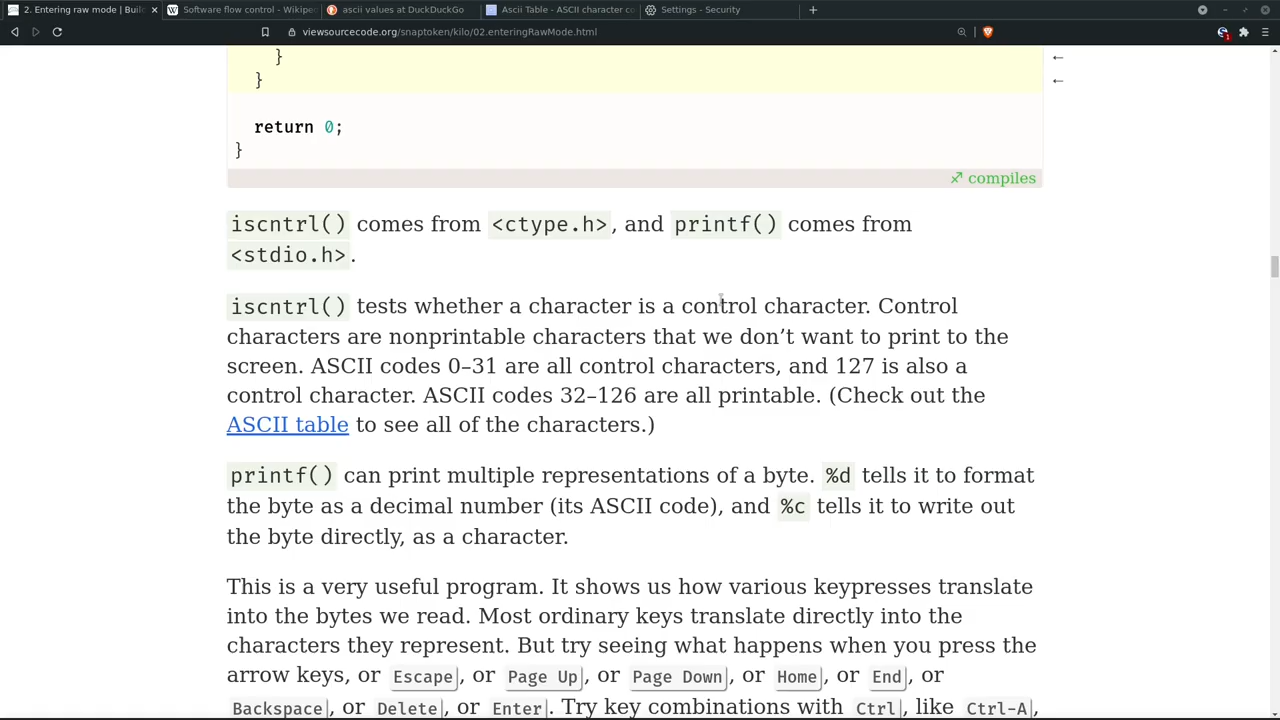 2. Entering raw mode | Buil
Software flow control - Wikipe
ascii values at DuckDuckGo
Ascii Table - ASCII character co
Settings - Security
viewsourcecode.org/snaptoken/kilo/02.enteringRawMode.html
}
}
return 0;
}
♐ compiles
iscntrl() comes from <ctype.h>, and printf() comes from
<stdio.h>.
iscntrl() tests whether a character is a control character. Control
characters are nonprintable characters that we don’t want to print to the
screen. ASCII codes 0–31 are all control characters, and 127 is also a
control character. ASCII codes 32–126 are all printable. (Check out the
ASCII table to see all of the characters.)
printf() can print multiple representations of a byte. %d tells it to format
the byte as a decimal number (its ASCII code), and %c tells it to write out
the byte directly, as a character.
This is a very useful program. It shows us how various keypresses translate
into the bytes we read. Most ordinary keys translate directly into the
characters they represent. But try seeing what happens when you press the
arrow keys, or Escape, or Page Up, or Page Down, or Home, or End, or
Backspace, or Delete, or Enter. Try key combinations with Ctrl, like Ctrl-A,